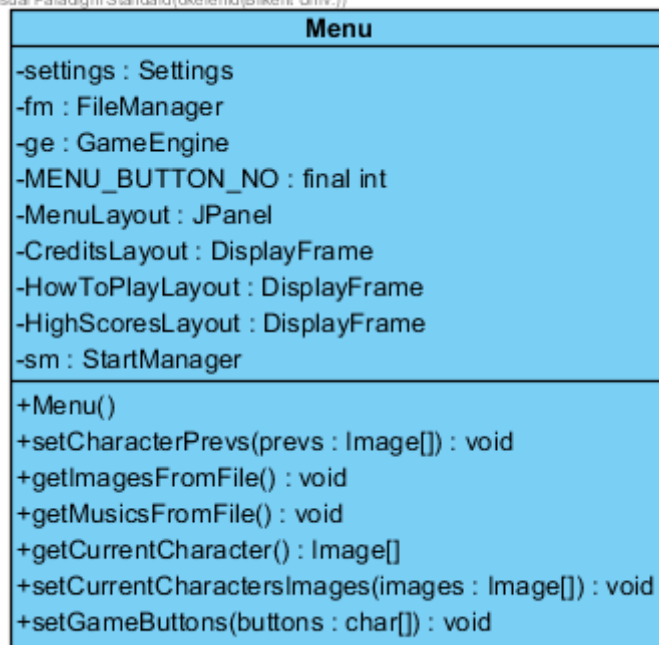 Paradigm Standard(
Menu
-settings : Settings
-fm : FileManager
-ge : GameEngine
-MENU_BUTTON_NO : final int
-MenuLayout : JPanel
-CreditsLayout : DisplayFrame
-HowToPlayLayout : DisplayFrame
-HighScoresLayout : DisplayFrame
-sm : StartManager
+Menu()
+setCharacterPrevs(prevs : Image[]) : void
+getImagesFromFile() : void
+getMusicsFromFile() : void
+getCurrentCharacter() : Image[]
+setCurrentCharactersImages(images : Image[]) : void
+setGameButtons(buttons : char[]) : void